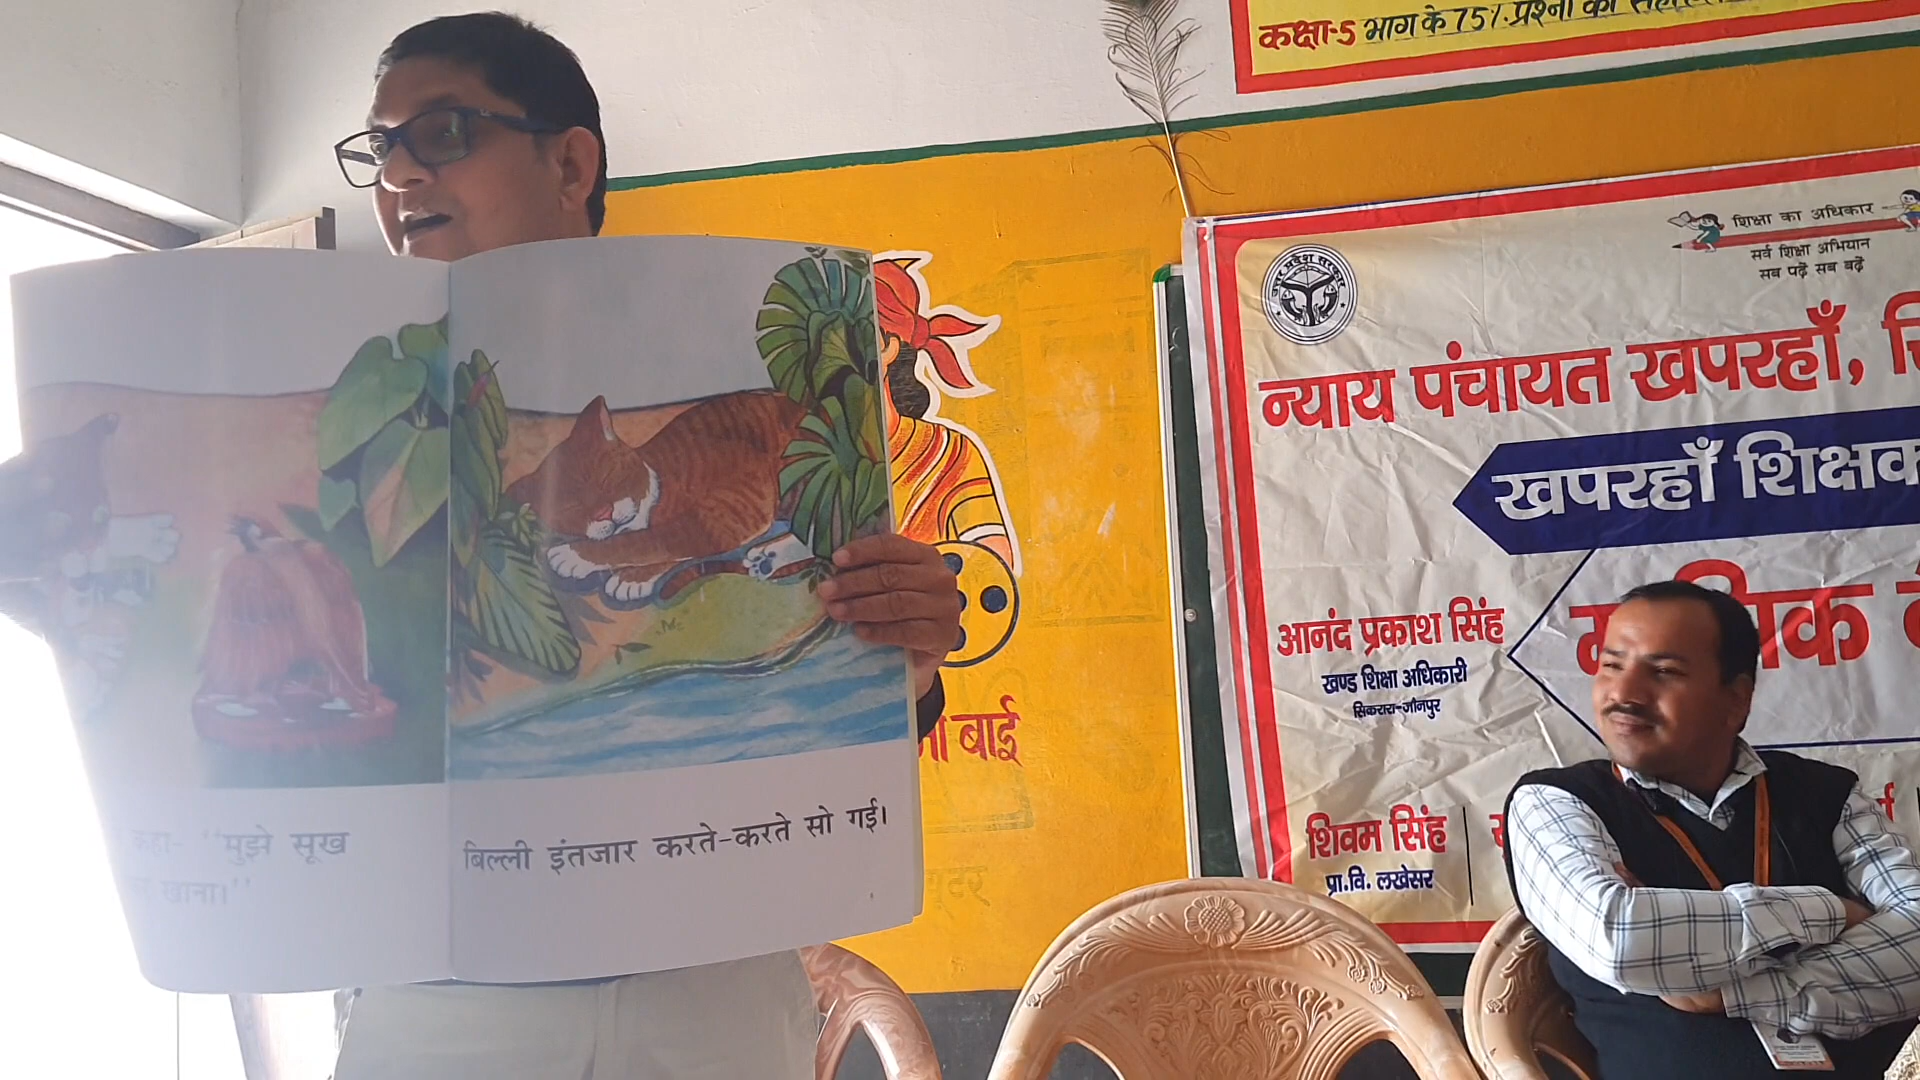 कक्षा-5 भाग के 75% प्रश्नों को
शिक्षा का अधिकार
सर्व शिक्षा अभियान
सब पढ़ें सब बढ़ें
न्याय पंचायत खपरहाँ,
खपरहाँ शिक्षक
आनंद प्रकाश सिंह
खण्ड शिक्षा अधिकारी
सिकरारा-जौनपुर
शिवम सिंह
प्रा.वि. लखेसर
बाई
कहा- "मुझे सूख
खाना।"
बिल्ली इंतजार करते-करते सो गई।